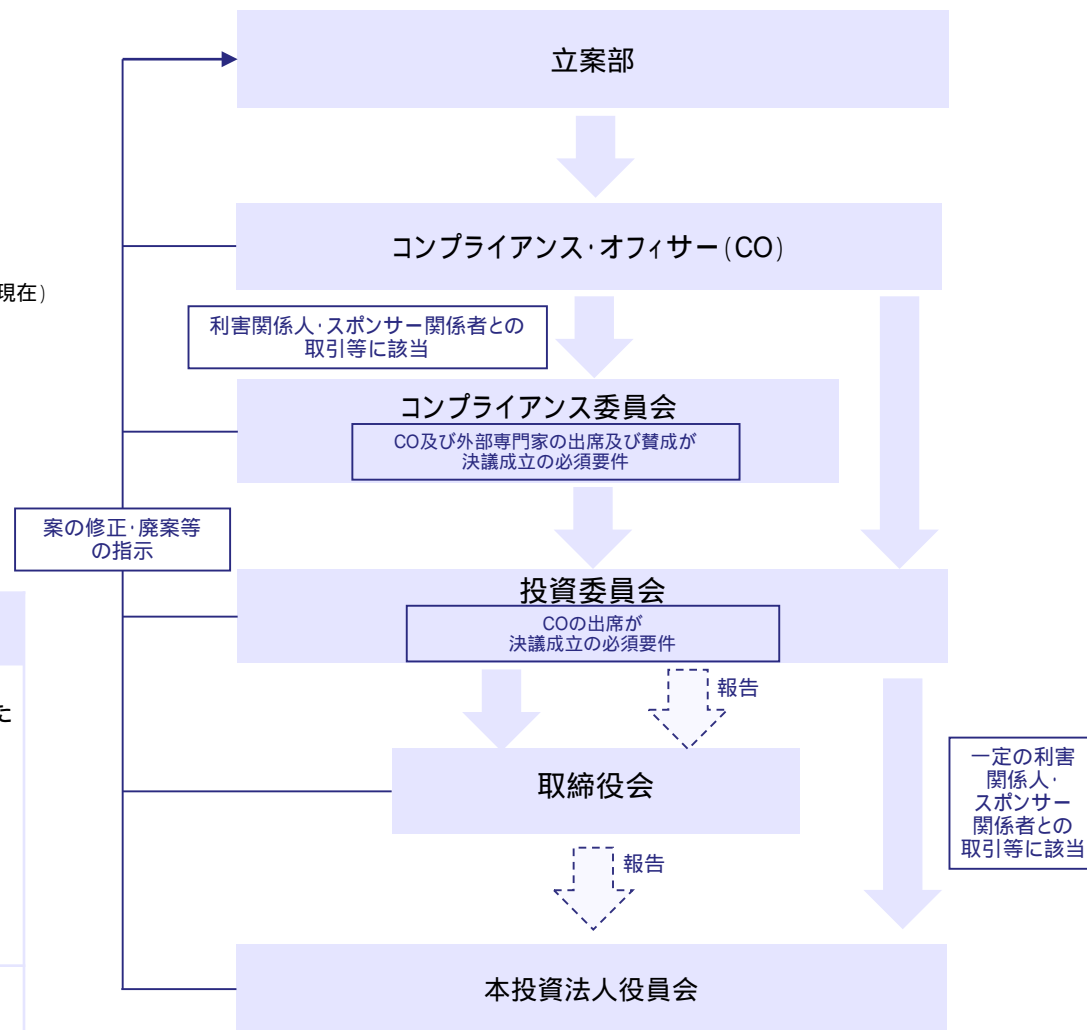 立案部
コンプライアンス・オフィサー(CO)
現在)
利害関係人・スポンサー関係者との
取引等に該当
コンプライアンス委員会
CO及び外部専門家の出席及び賛成が
決議成立の必須要件
案の修正・廃案等
の指示
投資委員会
COの出席が
決議成立の必須要件
報告
た
取締役会
一定の利害
関係人・
スポンサー
関係者との
取引等に該当
報告
本投資法人役員会